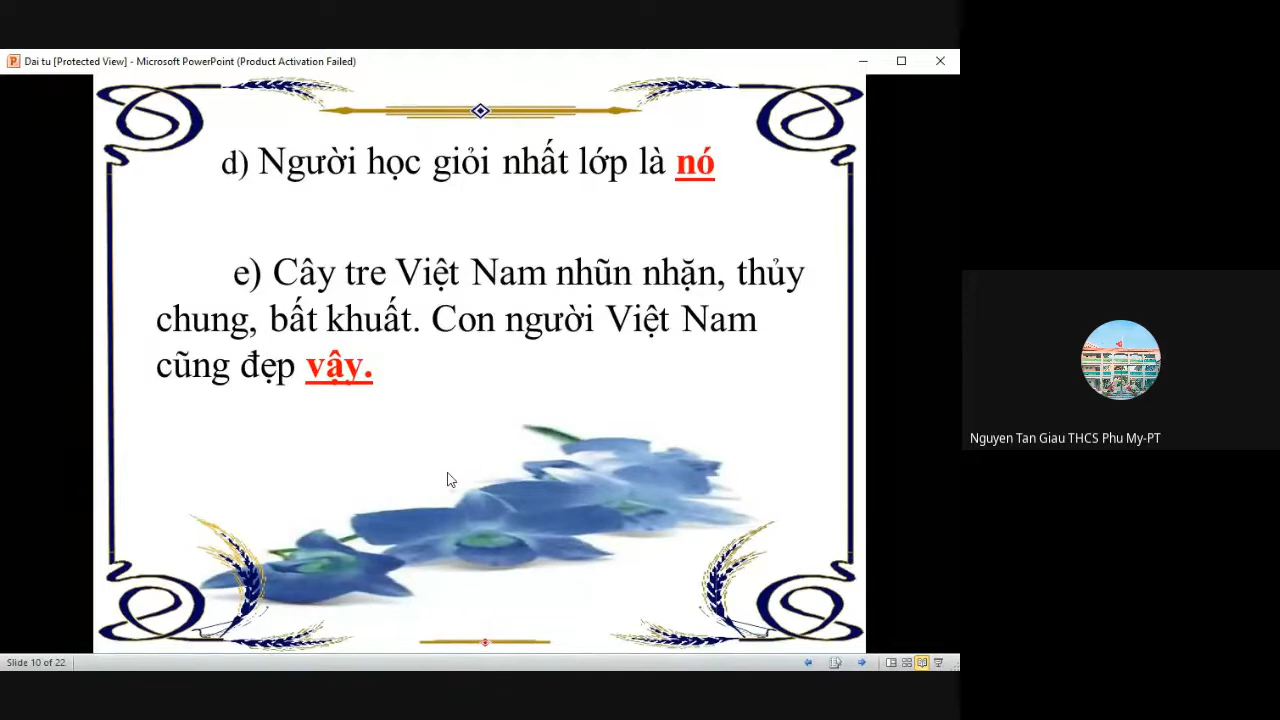 Dai tu [Protected View] - Microsoft PowerPoint (Product Activation Failed)
d) Người học giỏi nhất lớp là nó
e) Cây tre Việt Nam nhũn nhặn, thủy
chung, bất khuất. Con người Việt Nam
cũng đẹp vậy.
Nguyen Tan Giau THCS Phu My-PT
Slide 10 of 22